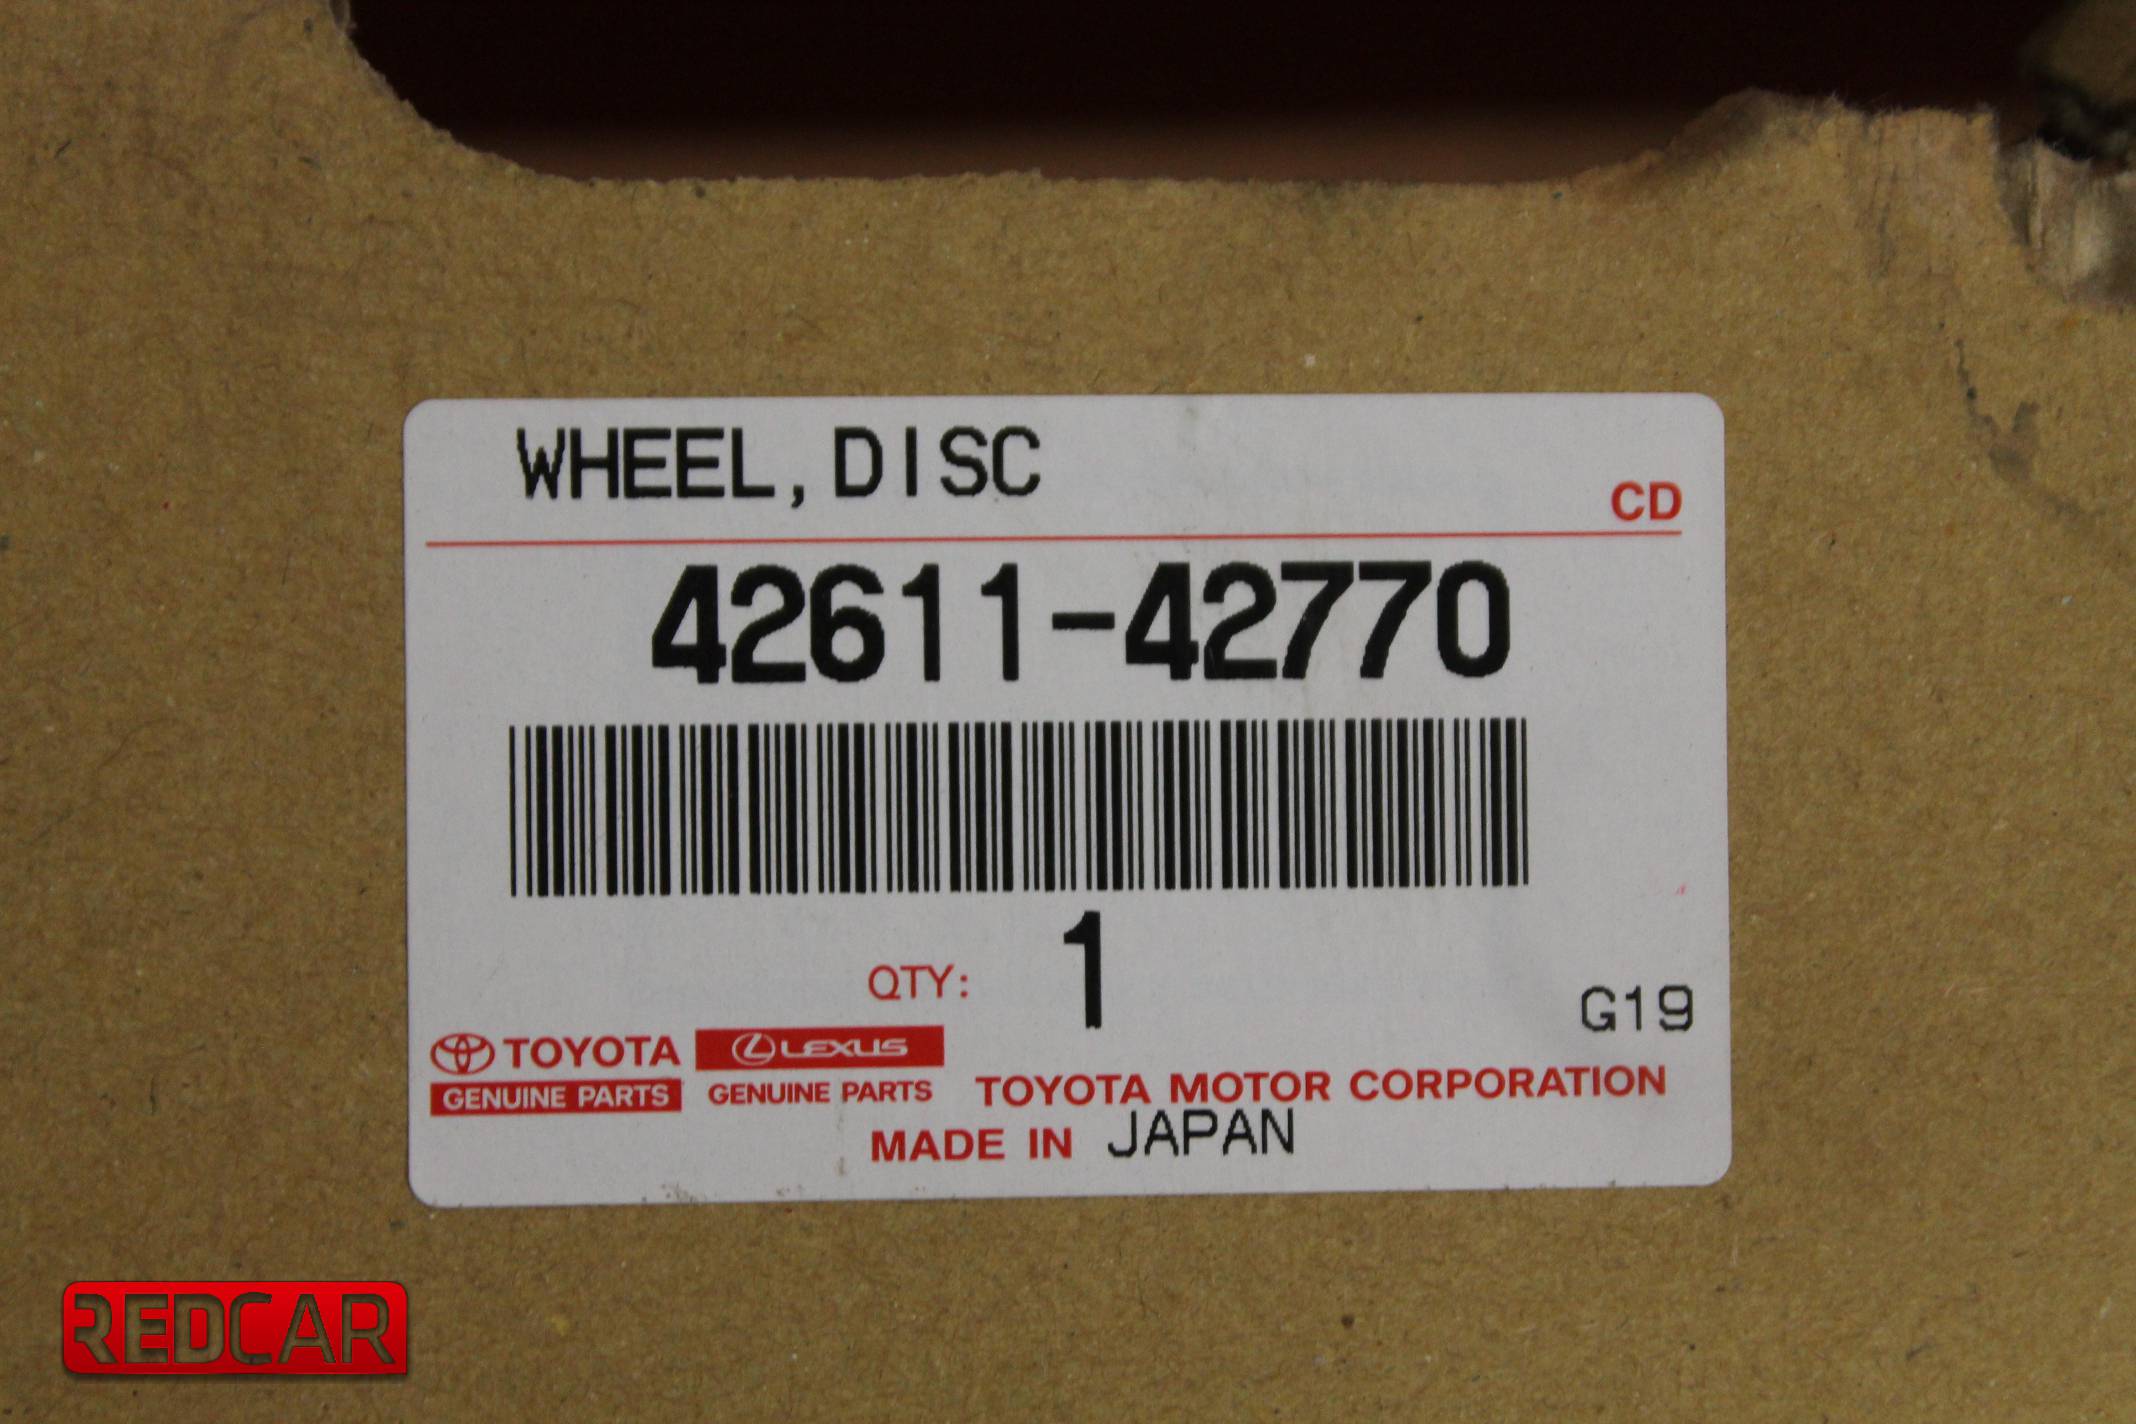 WHEEL, DISC
CD
42611-42770
QTY: 1
G19
TOYOTA LEXUS
GENUINE PARTS GENUINE PARTS TOYOTA MOTOR CORPORATION
MADE IN JAPAN
REDCAR